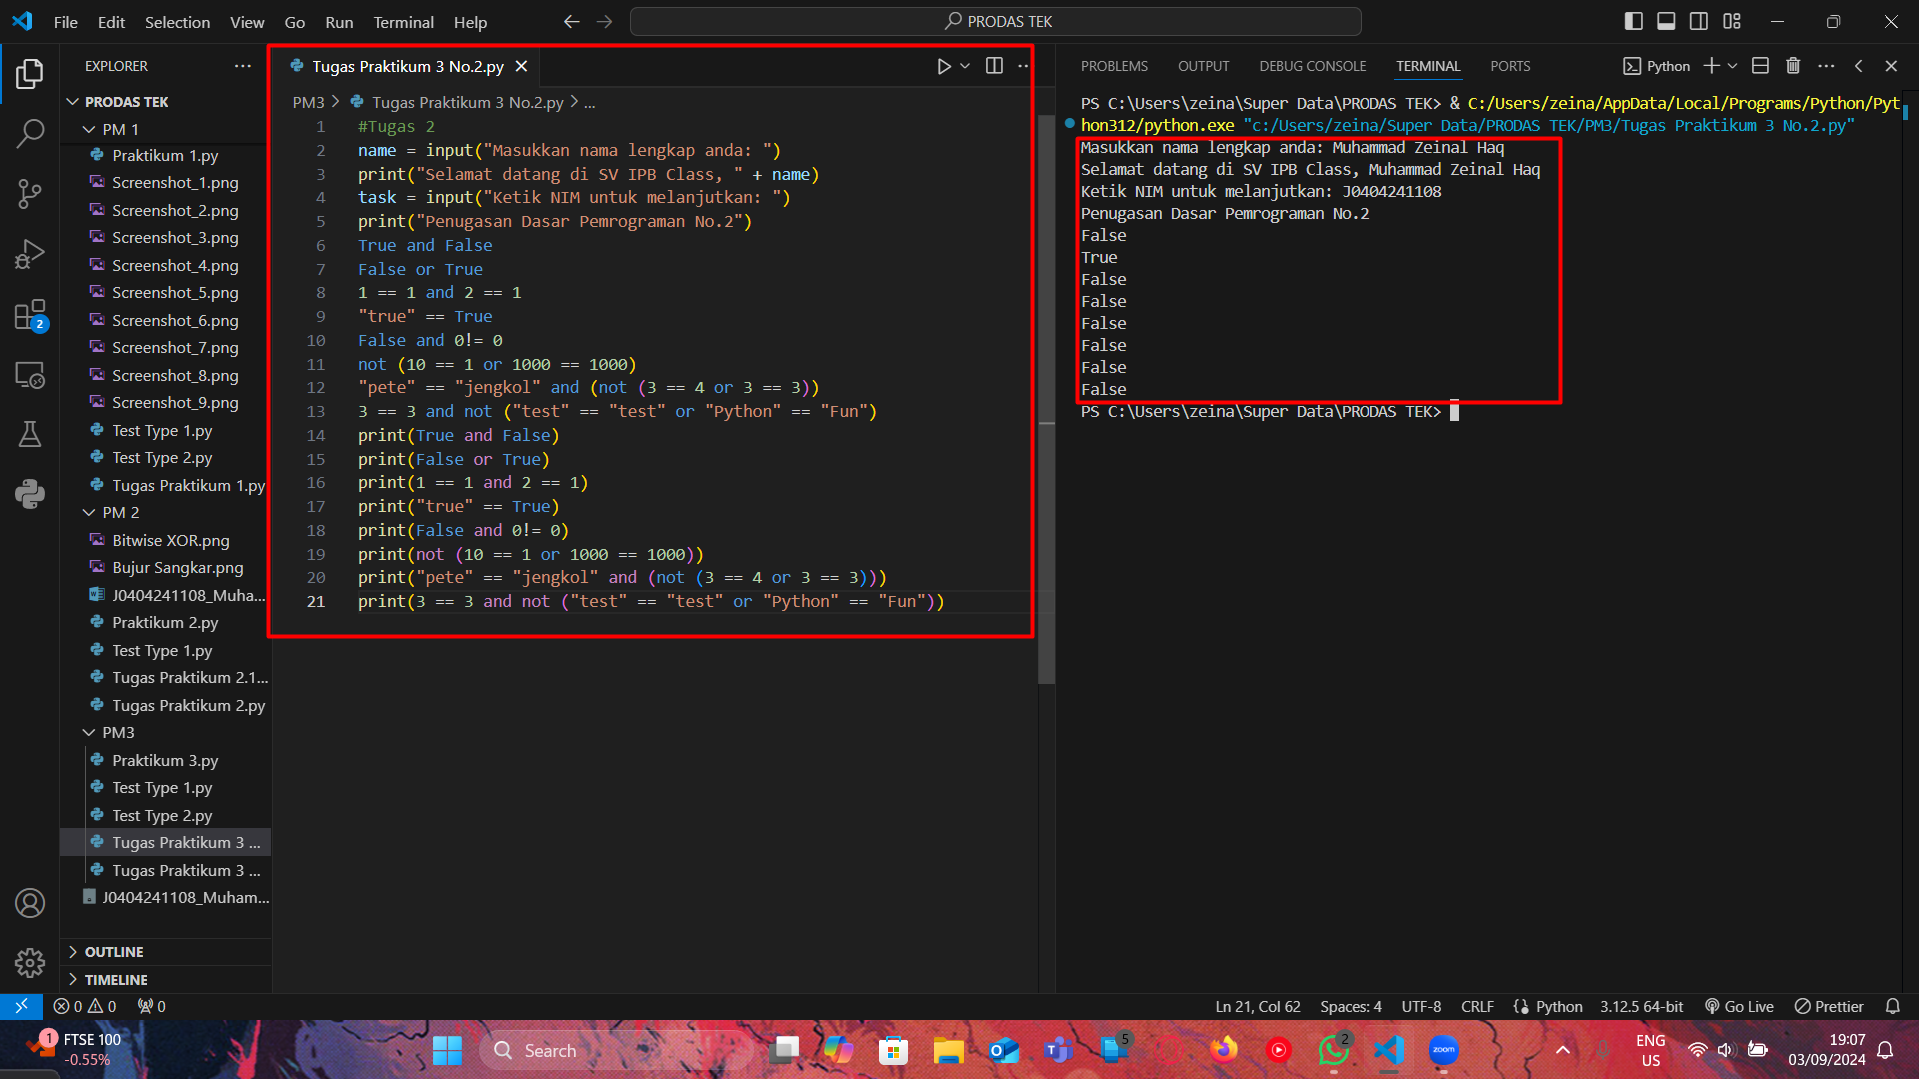 File Edit Selection View Go Run Terminal Help
PRODAS TEK
EXPLORER
PRODAS TEK
PM 1
Praktikum 1.py
Screenshot_1.png
Screenshot_2.png
Screenshot_3.png
Screenshot_4.png
Screenshot_5.png
Screenshot_6.png
Screenshot_7.png
Screenshot_8.png
Screenshot_9.png
Test Type 1.py
Test Type 2.py
Tugas Praktikum 1.py
PM 2
Bitwise XOR.png
Bujur Sangkar.png
J0404241108_Muha...
Praktikum 2.py
Test Type 1.py
Tugas Praktikum 2.1...
Tugas Praktikum 2.py
PM3
Praktikum 3.py
Test Type 1.py
Test Type 2.py
Tugas Praktikum 3 ...
Tugas Praktikum 3 ...
J0404241108_Muham...
OUTLINE
TIMELINE
2
Tugas Praktikum 3 No.2.py
PM3 > Tugas Praktikum 3 No.2.py > ...
1 #Tugas 2
2 name = input("Masukkan nama lengkap anda: ")
3 print("Selamat datang di SV IPB Class, " + name)
4 task = input("Ketik NIM untuk melanjutkan: ")
5 print("Penugasan Dasar Pemrograman No.2")
6 True and False
7 False or True
8 1 == 1 and 2 == 1
9 "true" == True
10 False and 0!= 0
11 not (10 == 1 or 1000 == 1000)
12 "pete" == "jengkol" and (not (3 == 4 or 3 == 3))
13 3 == 3 and not ("test" == "test" or "Python" == "Fun")
14 print(True and False)
15 print(False or True)
16 print(1 == 1 and 2 == 1)
17 print("true" == True)
18 print(False and 0!= 0)
19 print(not (10 == 1 or 1000 == 1000))
20 print("pete" == "jengkol" and (not (3 == 4 or 3 == 3)))
21 print(3 == 3 and not ("test" == "test" or "Python" == "Fun"))
PROBLEMS OUTPUT DEBUG CONSOLE TERMINAL PORTS
Python
PS C:\Users\zeina\Super Data\PRODAS TEK> & C:/Users/zeina/AppData/Local/Programs/Python/Pyt
hon312/python.exe "c:/Users/zeina/Super Data/PRODAS TEK/PM3/Tugas Praktikum 3 No.2.py"
Masukkan nama lengkap anda: Muhammad Zeinal Haq
Selamat datang di SV IPB Class, Muhammad Zeinal Haq
Ketik NIM untuk melanjutkan: J0404241108
Penugasan Dasar Pemrograman No.2
False
True
False
False
False
False
False
False
PS C:\Users\zeina\Super Data\PRODAS TEK>
0 0 0
Ln 21, Col 62 Spaces: 4 UTF-8 CRLF Python 3.12.5 64-bit Go Live Prettier
1
FTSE 100
-0.55%
Search
5
2
zoom
ENG
US
19:07
03/09/2024